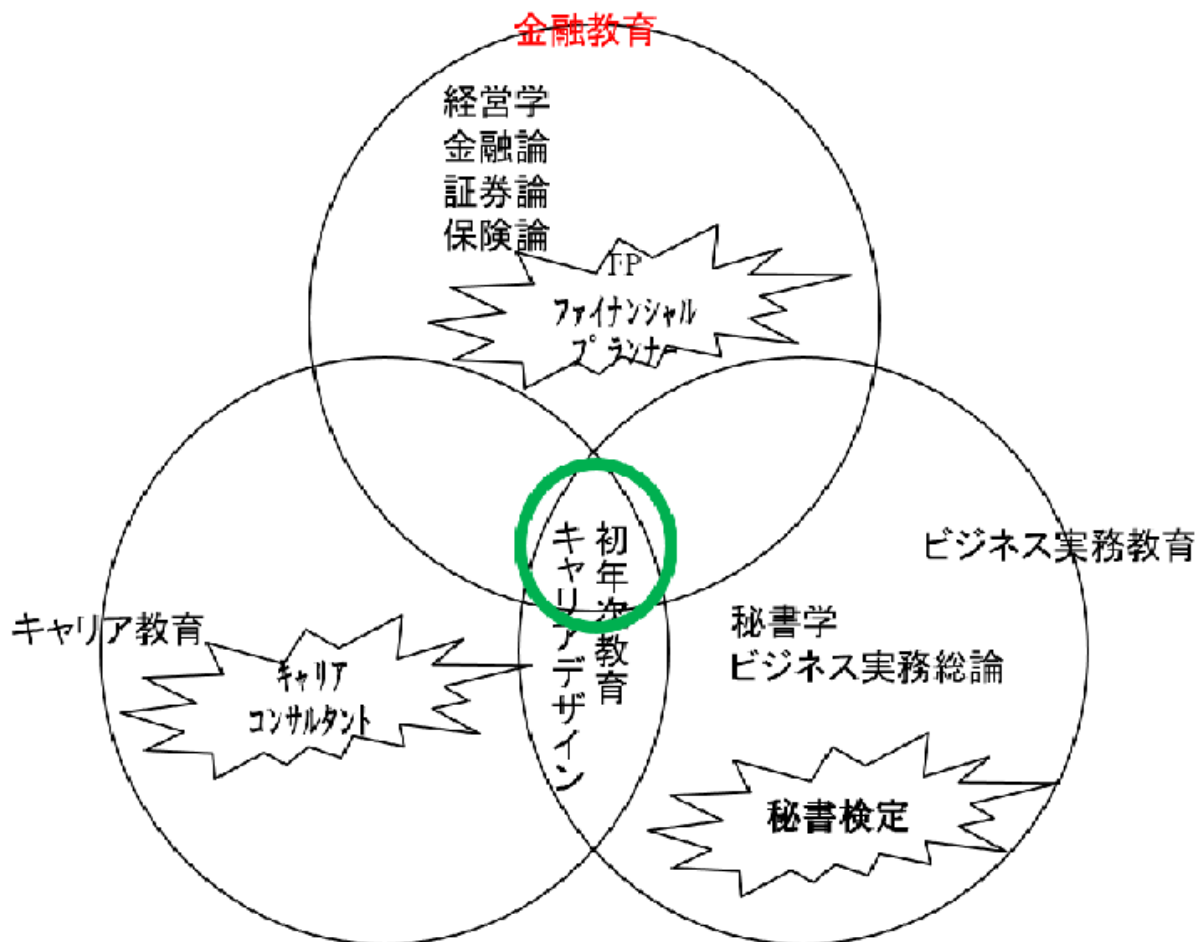 金融教育
経営学
金融論
証券論
保険論
FP
ファイナンシャル
プランナー
初年次教育
キャリアデザイン
ビジネス実務教育
キャリア教育
秘書学
ビジネス実務総論
キャリア
コンサルタント
秘書検定